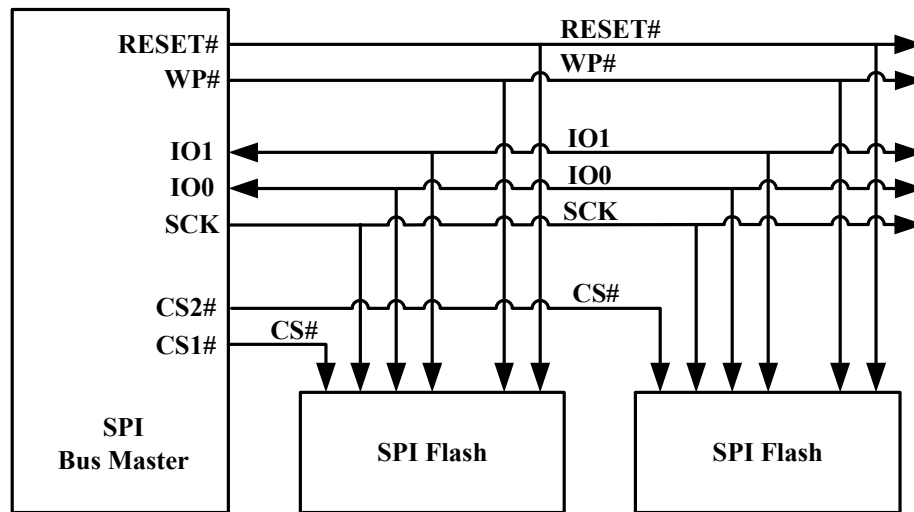 RESET#
RESET#
WP#
WP#
IO1
IO1
IO0
IO0
SCK
SCK
CS2#
CS#
CS1#
CS#
SPI
Bus Master
SPI Flash
SPI Flash